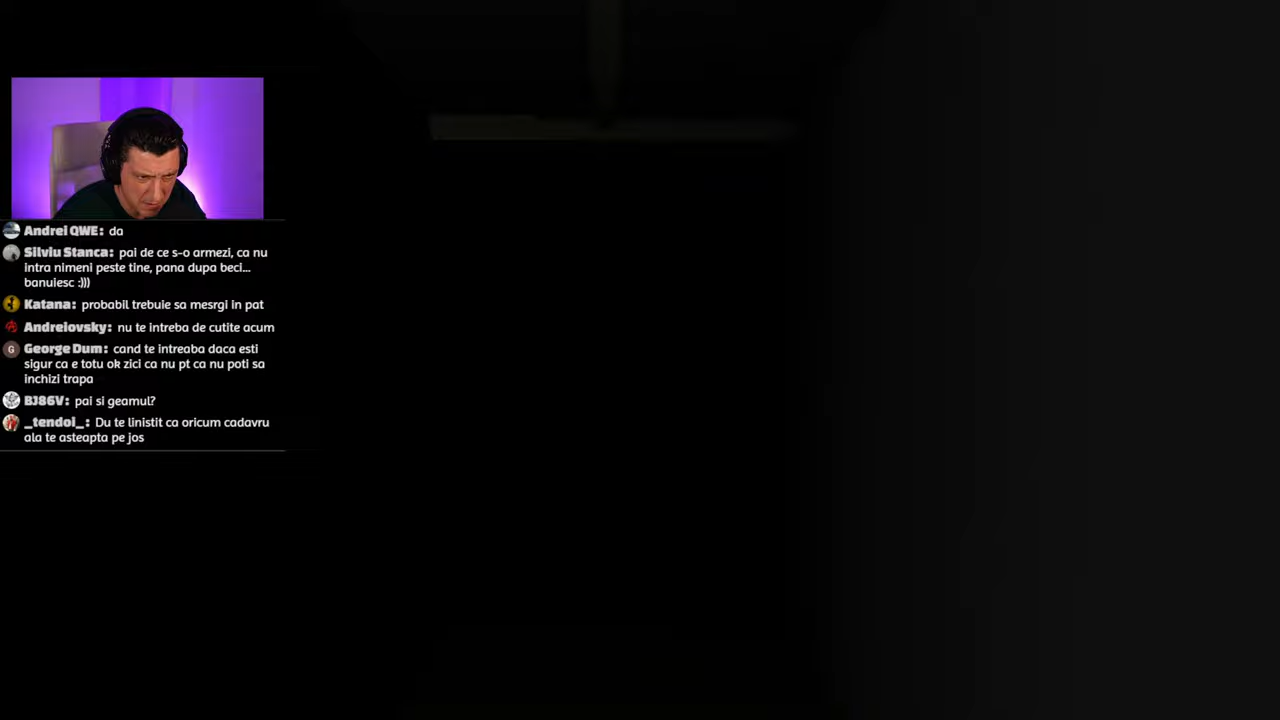 Andrei QWE: da
Silviu Stanca: pai de ce s-o armezi, ca nu
intra nimeni peste tine, pana dupa beci...
banuiesc :)))
Katana: probabil trebuie sa mesrgi in pat
Andreiovsky: nu te intreba de cutite acum
G George Dum: cand te intreaba daca esti
sigur ca e totu ok zici ca nu pt ca nu poti sa
inchizi trapa
BJ86V: pai si geamul?
_tendoi_: Du te linistit ca oricum cadavru
ala te asteapta pe jos